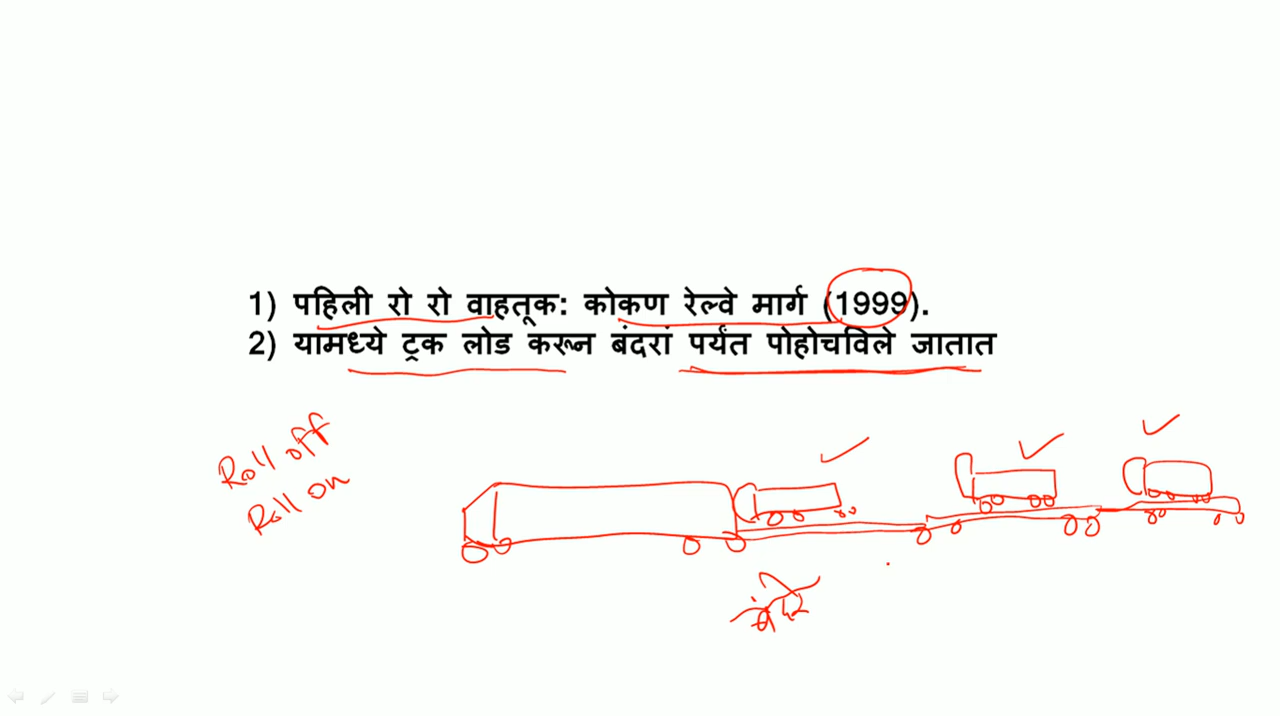 1) पहिली रो रो वाहतूक: कोकण रेल्वे मार्ग (1999).
2) यामध्ये ट्रक लोड करून बंदरां पर्यंत पोहोचविले जातात
Roll off
Roll on